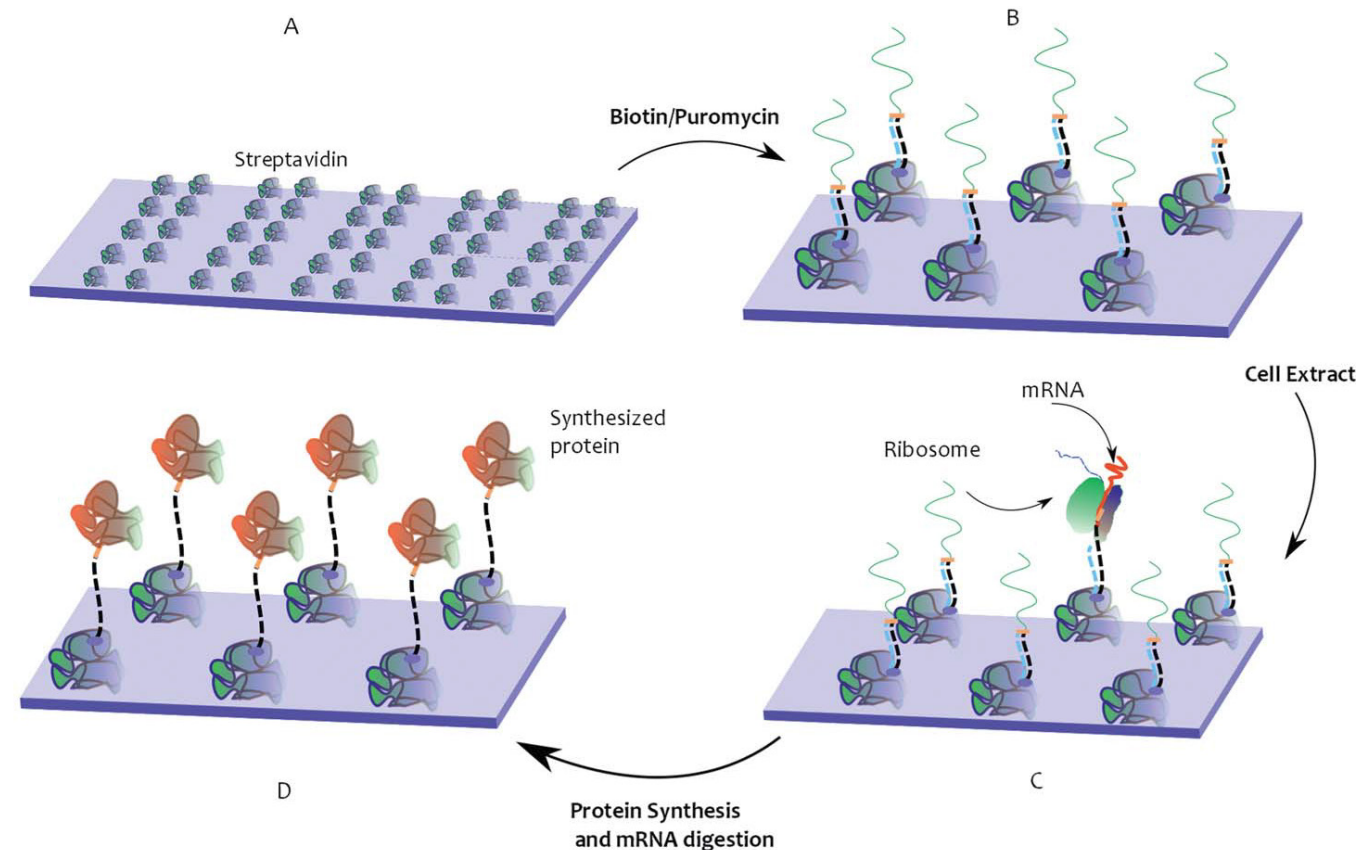 A
B
Biotin/Puromycin
Streptavidin
Cell Extract
mRNA
Ribosome
Synthesized
protein
C
D
Protein Synthesis
and mRNA digestion